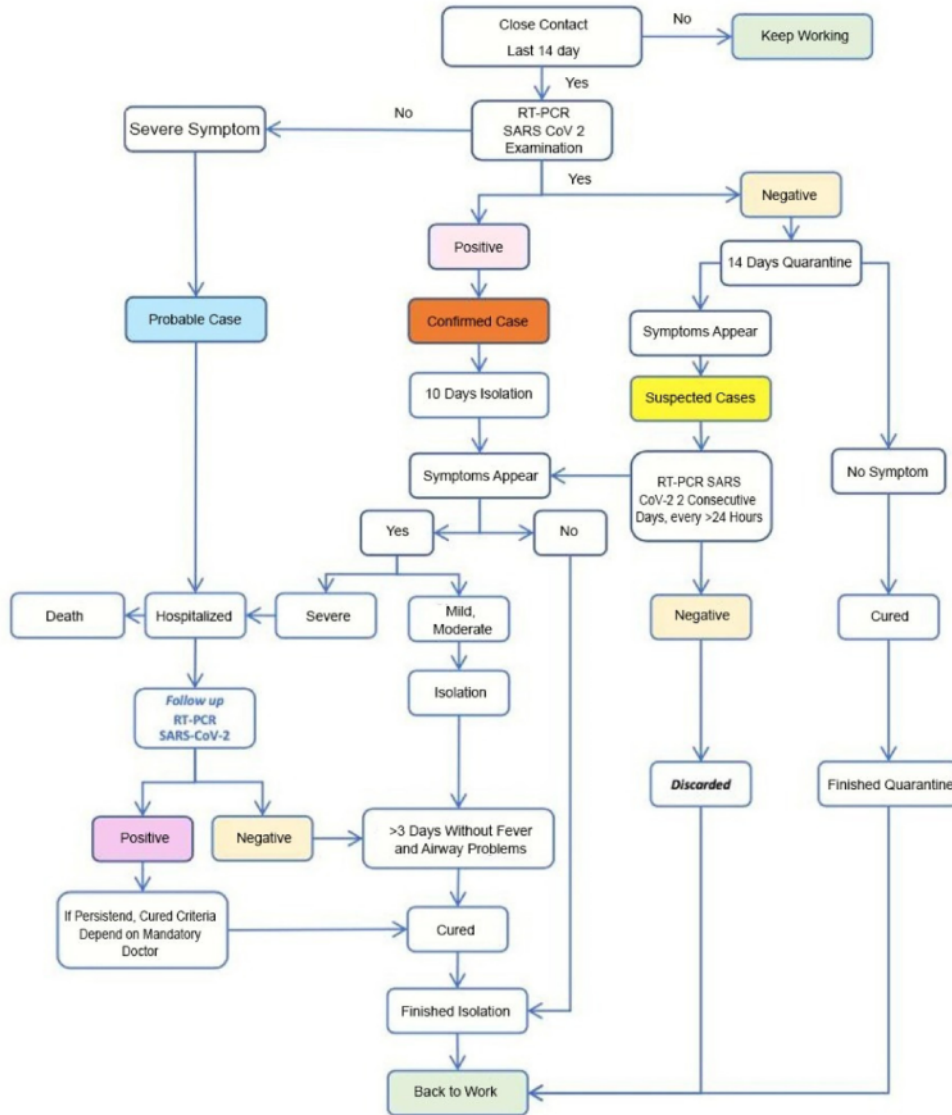 Close Contact
Last 14 day
No
Keep Working
Yes
RT-PCR
SARS CoV 2
Examination
No
Severe Symptom
Yes
Negative
Positive
14 Days Quarantine
Probable Case
Confirmed Case
Symptoms Appear
10 Days Isolation
Suspected Cases
Symptoms Appear
RT-PCR SARS
CoV-2 2 Consecutive
Days, every >24 Hours
No Symptom
Yes
No
Death
Hospitalized
Severe
Mild,
Moderate
Negative
Cured
Isolation
Follow up
RT-PCR
SARS-CoV-2
Discarded
Finished Quarantine
Positive
Negative
>3 Days Without Fever
and Airway Problems
If Persistend, Cured Criteria
Depend on Mandatory
Doctor
Cured
Finished Isolation
Back to Work